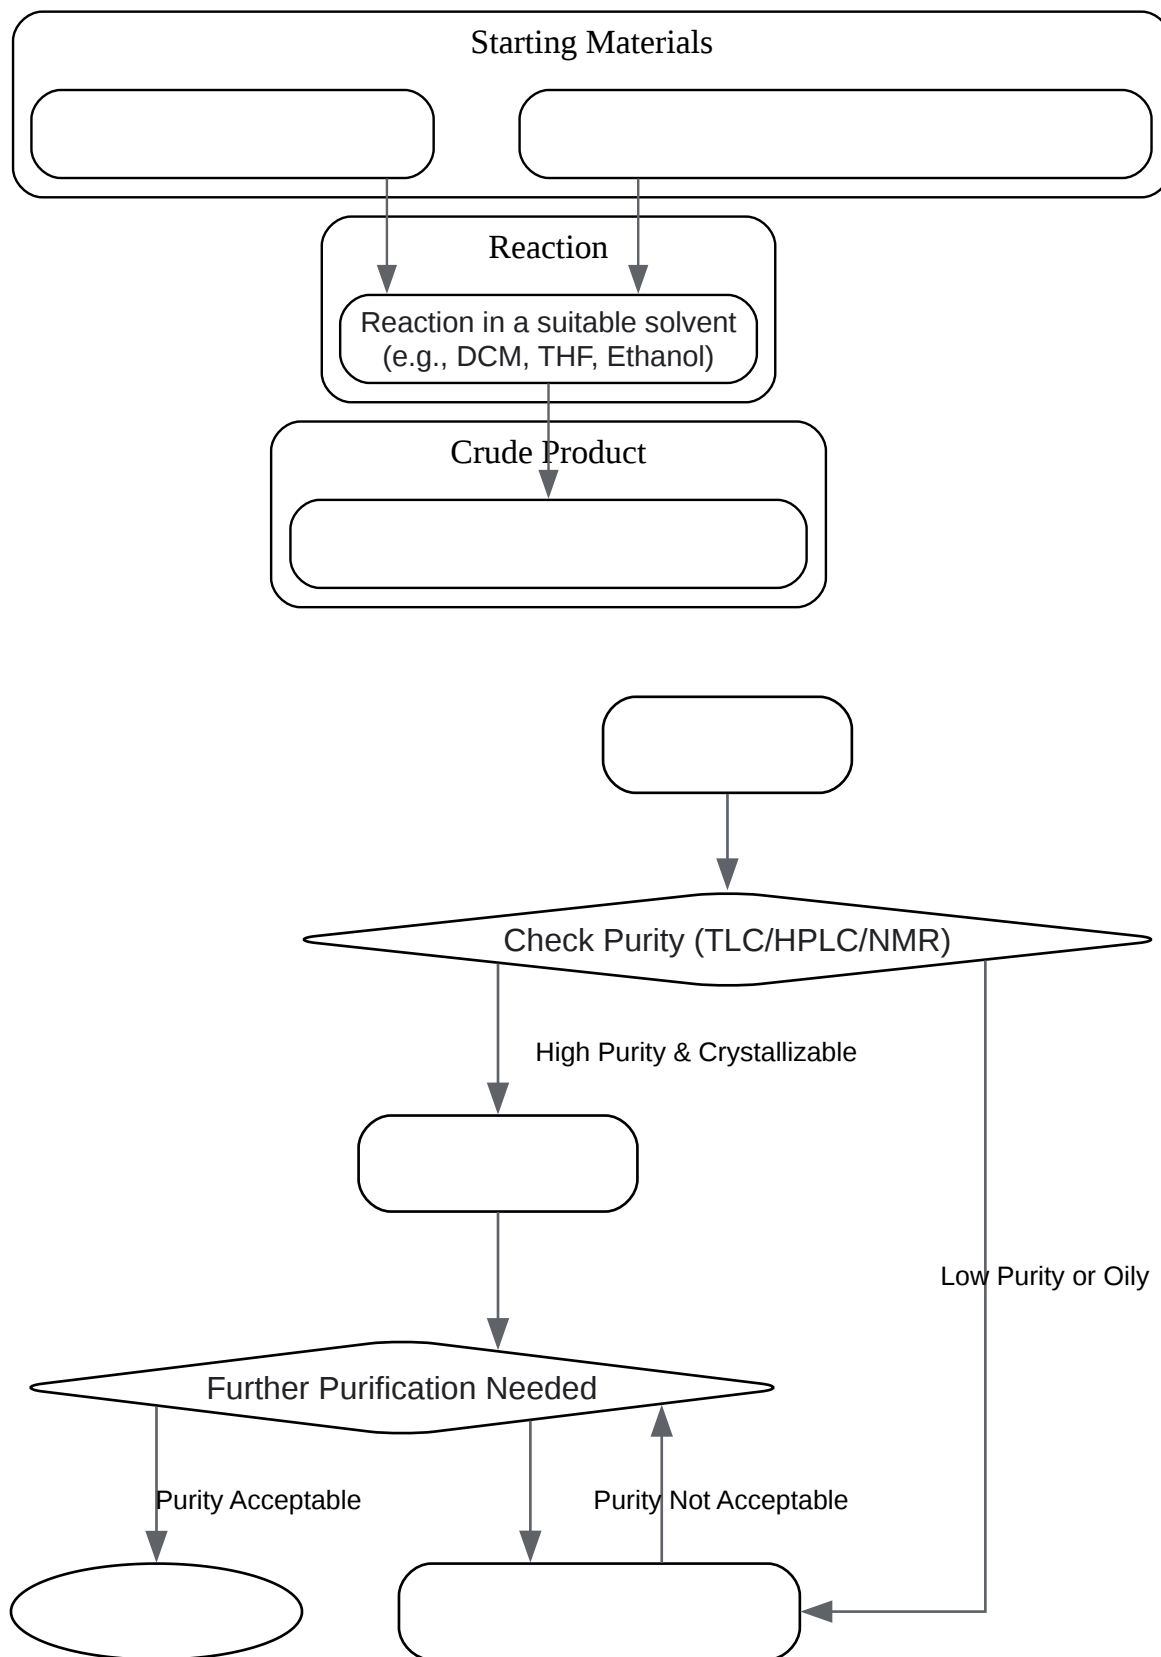 Starting Materials
Reaction
Reaction in a suitable solvent
(e.g., DCM, THF, Ethanol)
Crude Product
Check Purity (TLC/HPLC/NMR)
High Purity & Crystallizable
Low Purity or Oily
Further Purification Needed
Purity Acceptable
Purity Not Acceptable